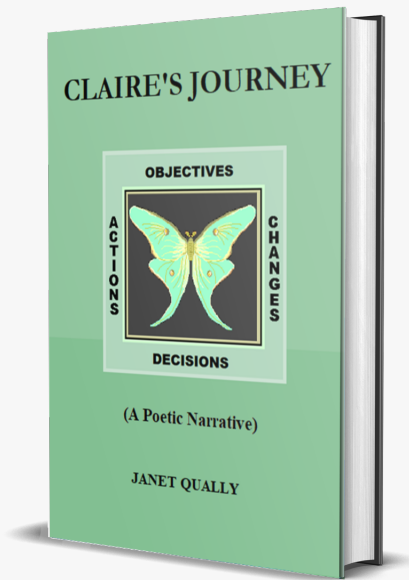 CLAIRE'S JOURNEY
OBJECTIVES
ACTIONS
CHANGES
DECISIONS
(A Poetic Narrative)
JANET QUALLY